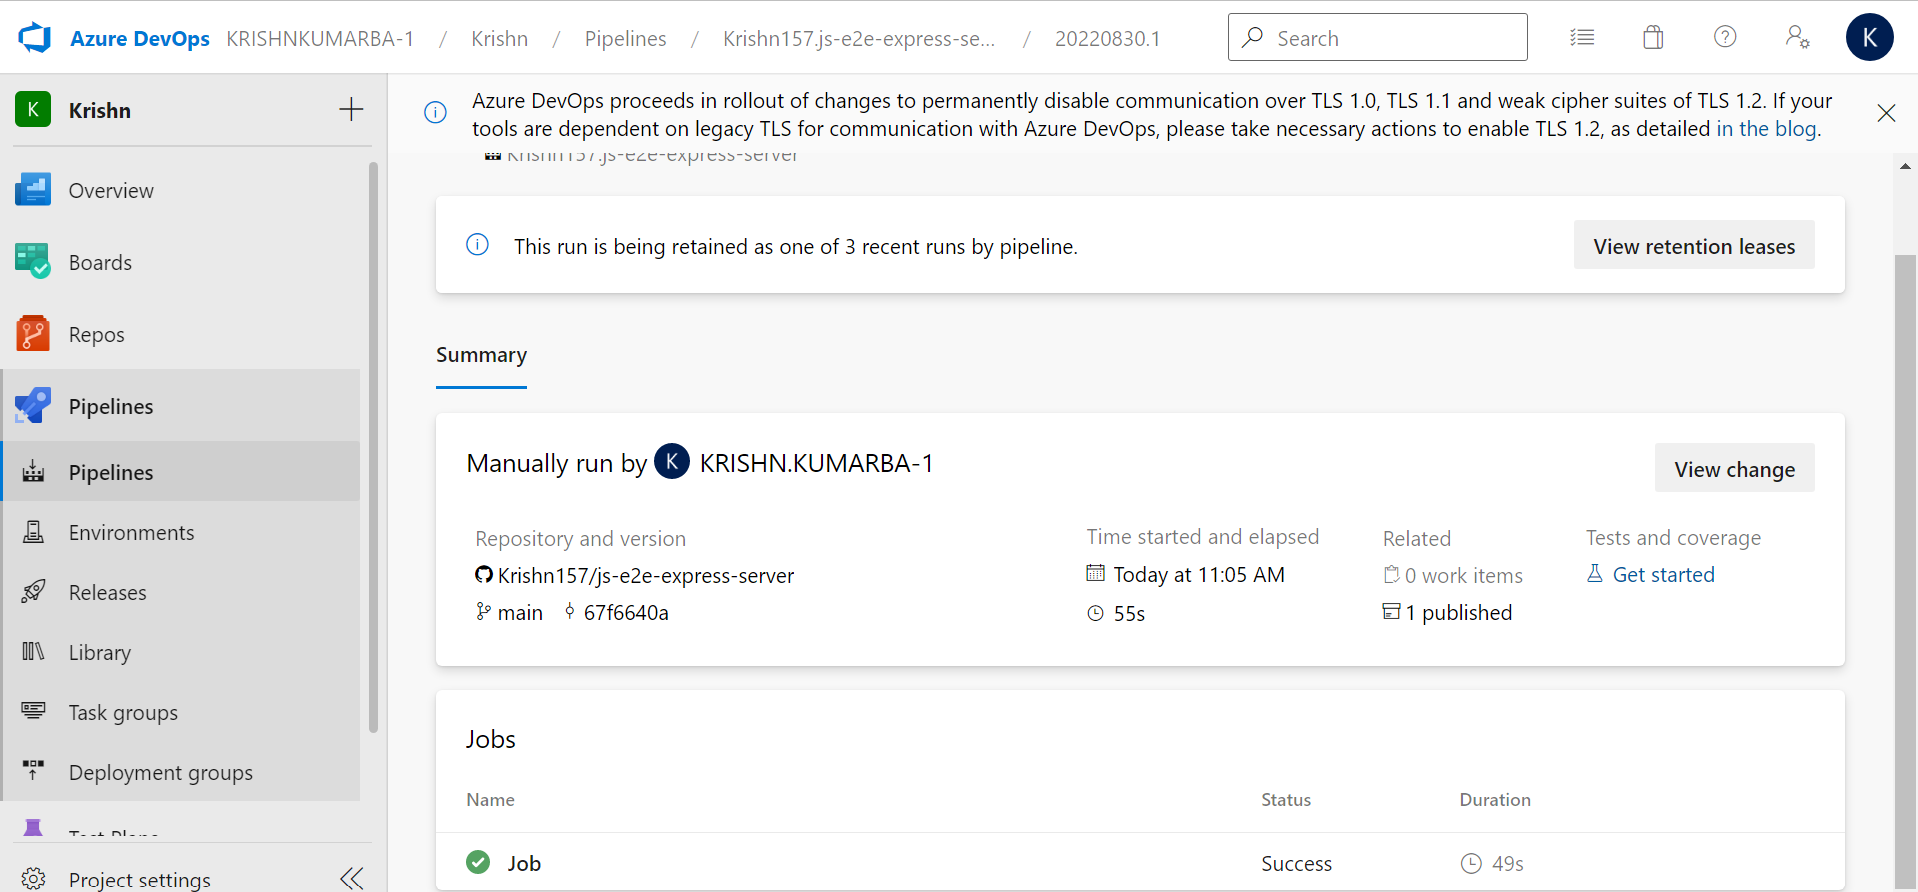 Azure DevOps KRISHNKUMARBA-1 / Krishn / Pipelines / Krishn157.js-e2e-express-se... / 20220830.1 Search K
K Krishn
Overview
Boards
Repos
Pipelines
Pipelines
Environments
Releases
Library
Task groups
Deployment groups
Test Plans
Project settings
Azure DevOps proceeds in rollout of changes to permanently disable communication over TLS 1.0, TLS 1.1 and weak cipher suites of TLS 1.2. If your
tools are dependent on legacy TLS for communication with Azure DevOps, please take necessary actions to enable TLS 1.2, as detailed in the blog.
Krishn157.js-e2e-express-server
This run is being retained as one of 3 recent runs by pipeline. View retention leases
Summary
Manually run by K KRISHN.KUMARBA-1 View change
Repository and version Time started and elapsed Related Tests and coverage
Krishn157/js-e2e-express-server Today at 11:05 AM 0 work items Get started
main 67f6640a 55s 1 published
Jobs
Name Status Duration
Job Success 49s